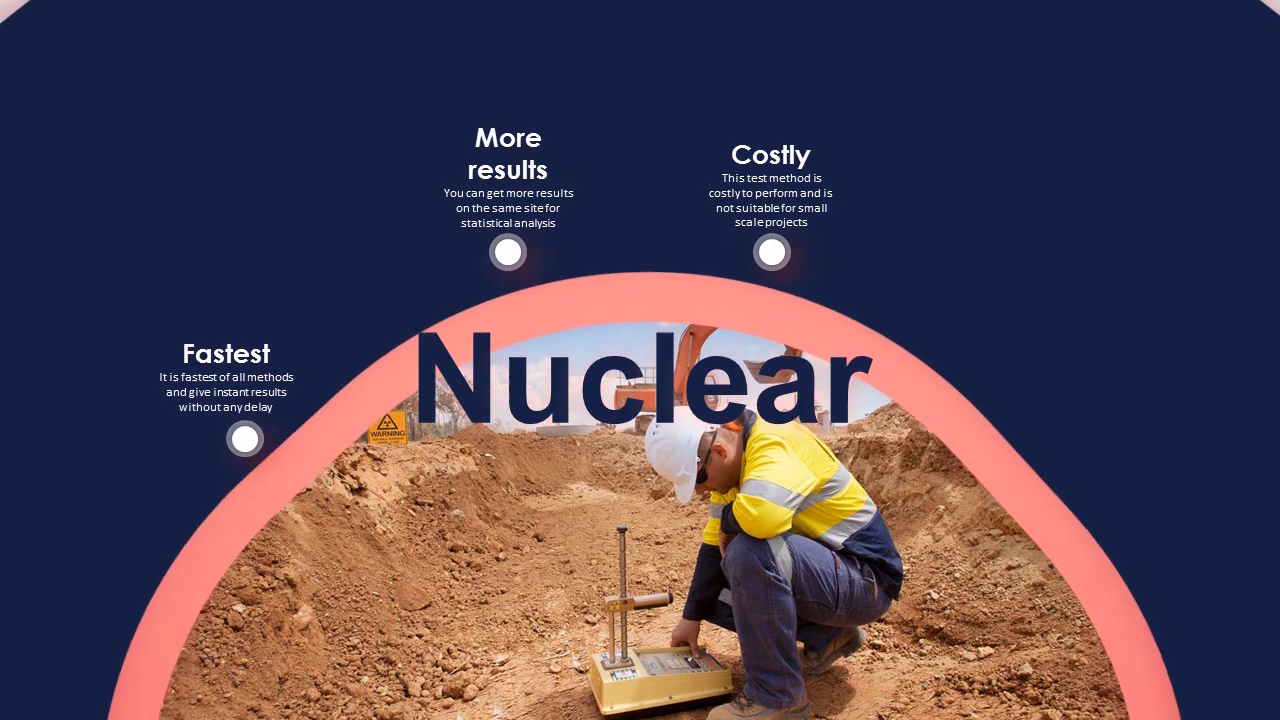 More
results
You can get more results
on the same site for
statistical analysis
Costly
This test method is
costly to perform and is
not suitable for small
scale projects
Fastest
It is fastest of all methods
and give instant results
without any delay
Nuclear
WARNING